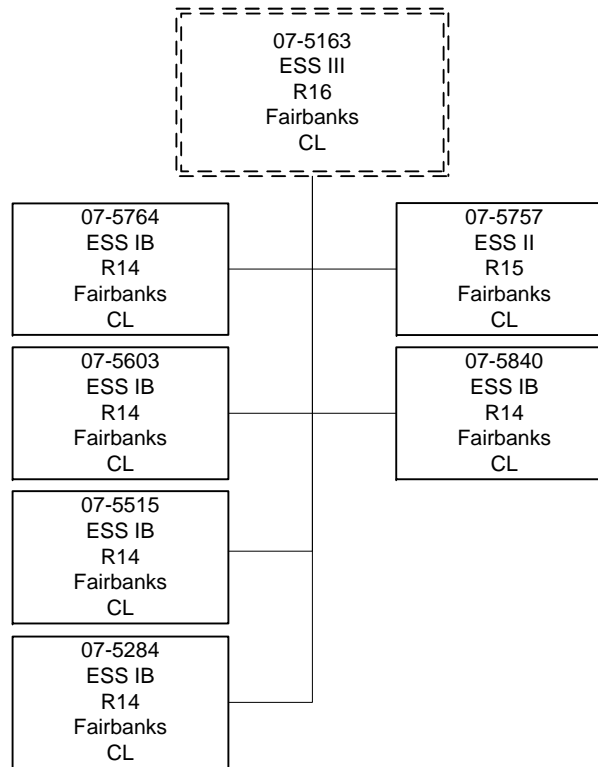 07-5163
ESS III
R16
Fairbanks
CL
07-5764
ESS IB
R14
Fairbanks
CL
07-5757
ESS II
R15
Fairbanks
CL
07-5603
ESS IB
R14
Fairbanks
CL
07-5840
ESS IB
R14
Fairbanks
CL
07-5515
ESS IB
R14
Fairbanks
CL
07-5284
ESS IB
R14
Fairbanks
CL